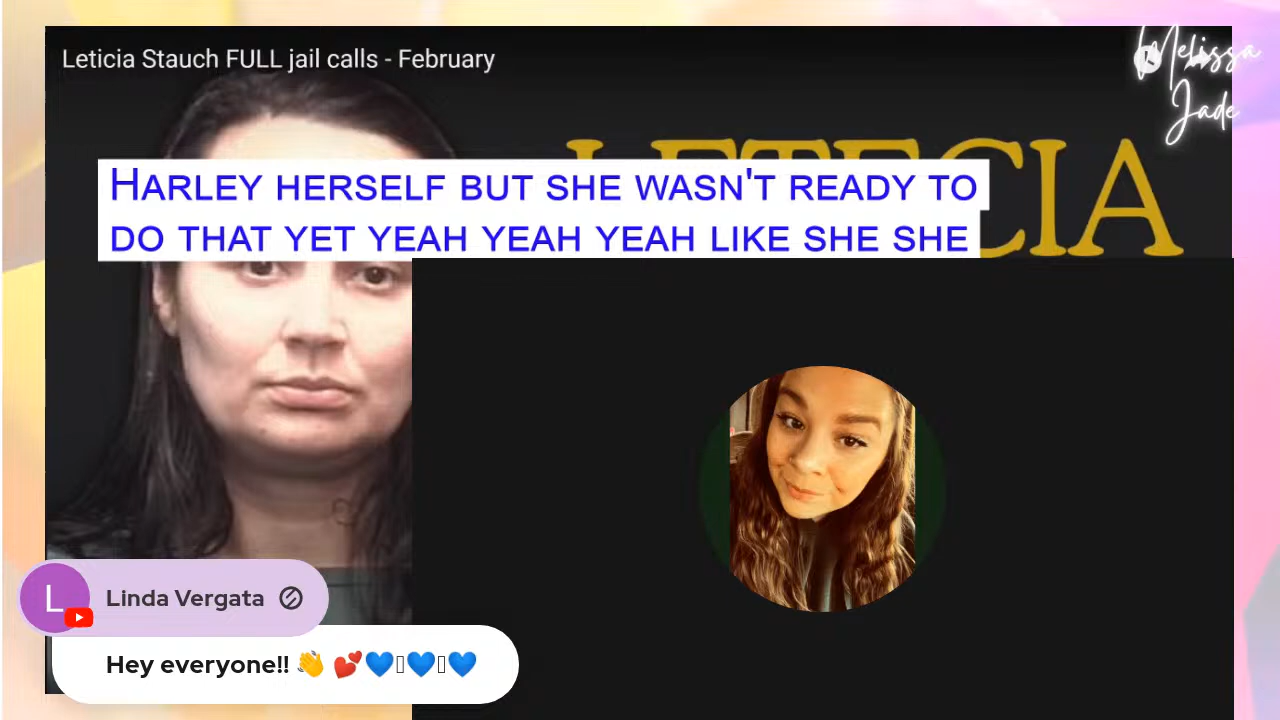 Leticia Stauch FULL jail calls - February
Melissa
Jade
LETECIA
HARLEY HERSELF BUT SHE WASN'T READY TO
DO THAT YET YEAH YEAH YEAH LIKE SHE SHE
L
Linda Vergata
Hey everyone!! 👋 💕💙▯💙▯💙